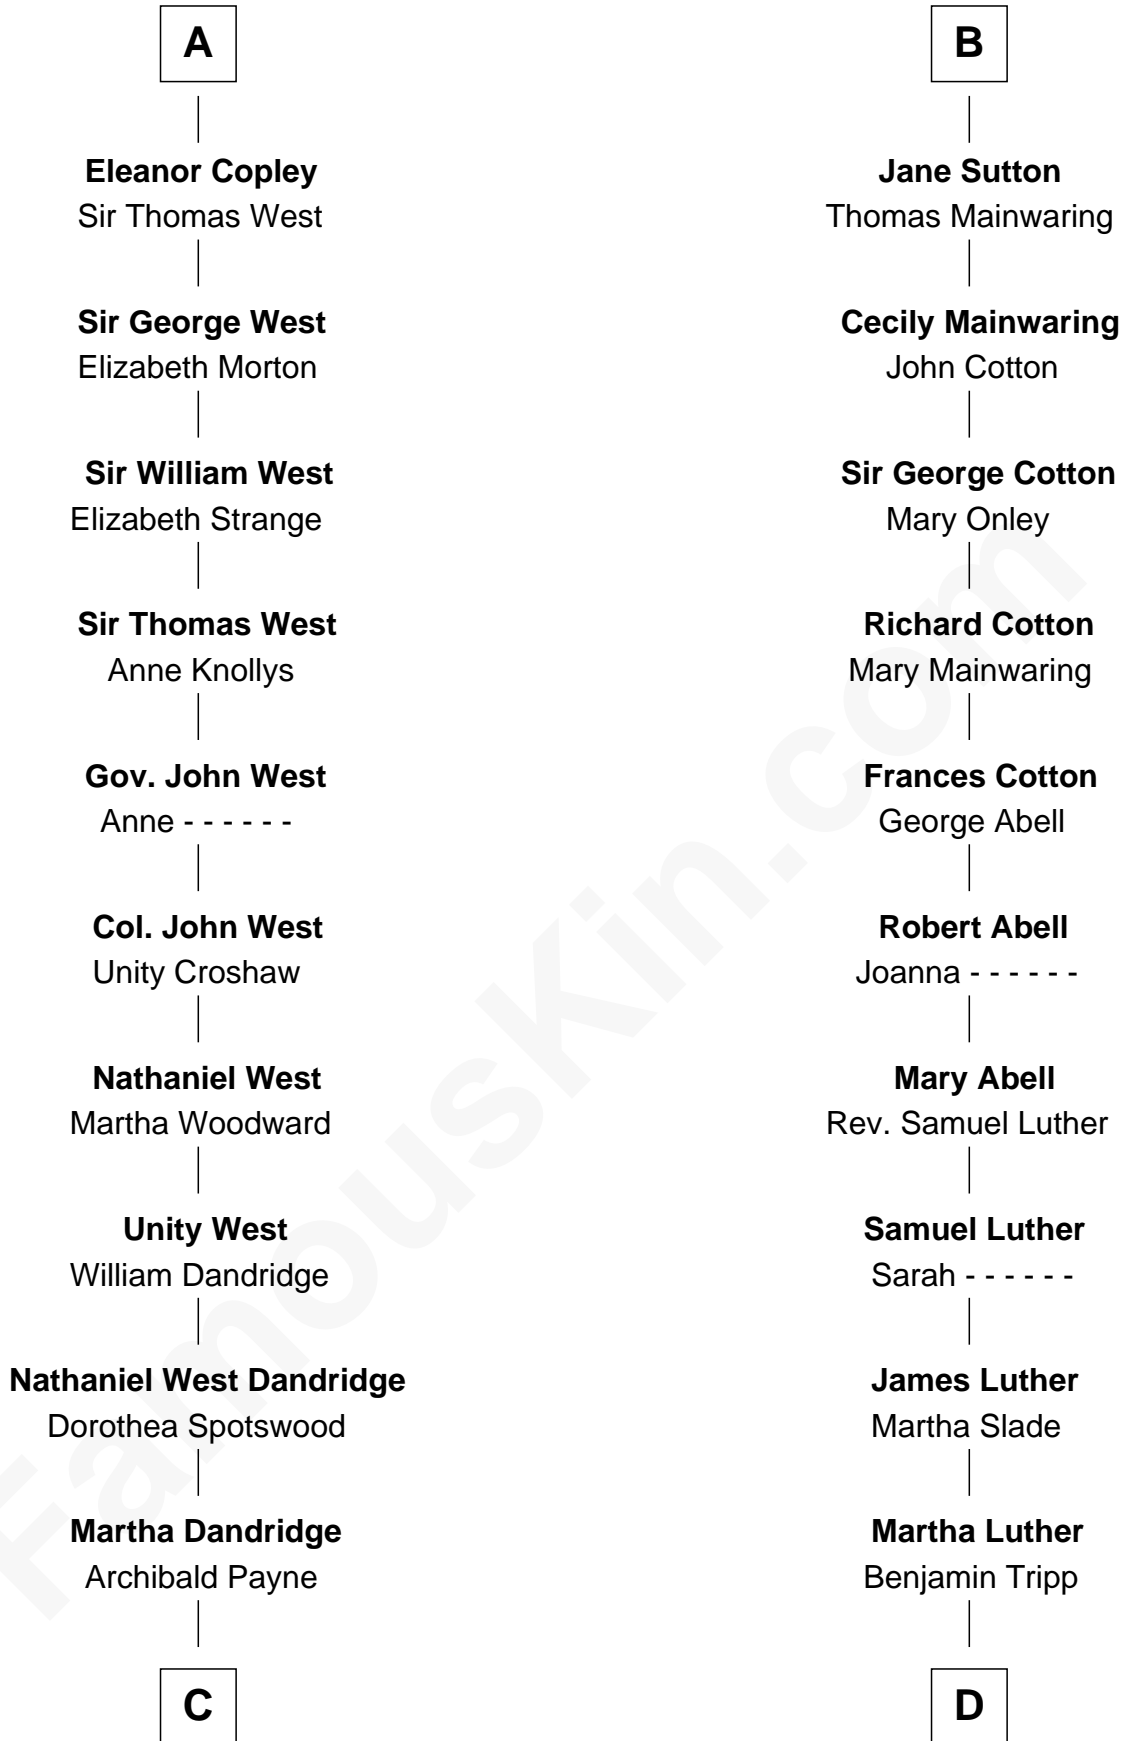 A
Eleanor Copley
Sir Thomas West
Sir George West
Elizabeth Morton
Sir William West
Elizabeth Strange
Sir Thomas West
Anne Knollys
Gov. John West
Anne - - - - - -
Col. John West
Unity Croshaw
Nathaniel West
Martha Woodward
Unity West
William Dandridge
Nathaniel West Dandridge
Dorothea Spotswood
Martha Dandridge
Archibald Payne
C
B
Jane Sutton
Thomas Mainwaring
Cecily Mainwaring
John Cotton
Sir George Cotton
Mary Onley
Richard Cotton
Mary Mainwaring
Frances Cotton
George Abell
Robert Abell
Joanna - - - - - -
Mary Abell
Rev. Samuel Luther
Samuel Luther
Sarah - - - - - -
James Luther
Martha Slade
Martha Luther
Benjamin Tripp
D
FamousKin.com